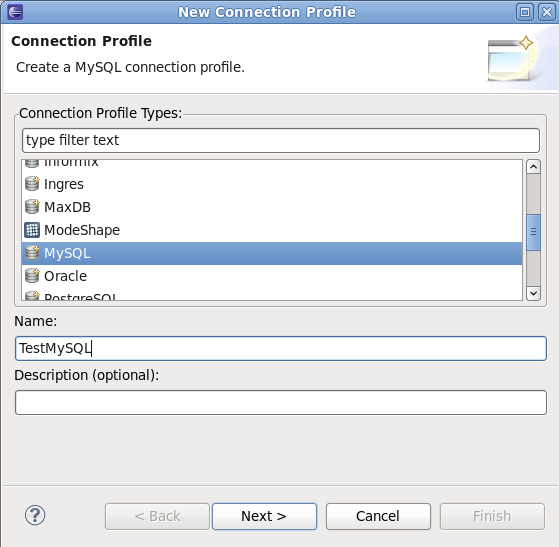 New Connection Profile
Connection Profile
Create a MySQL connection profile.
Connection Profile Types:
type filter text
Informix
Ingres
MaxDB
ModeShape
MySQL
Oracle
PostgreSQL
Name:
TestMySQL
Description (optional):
?
< Back
Next >
Cancel
Finish